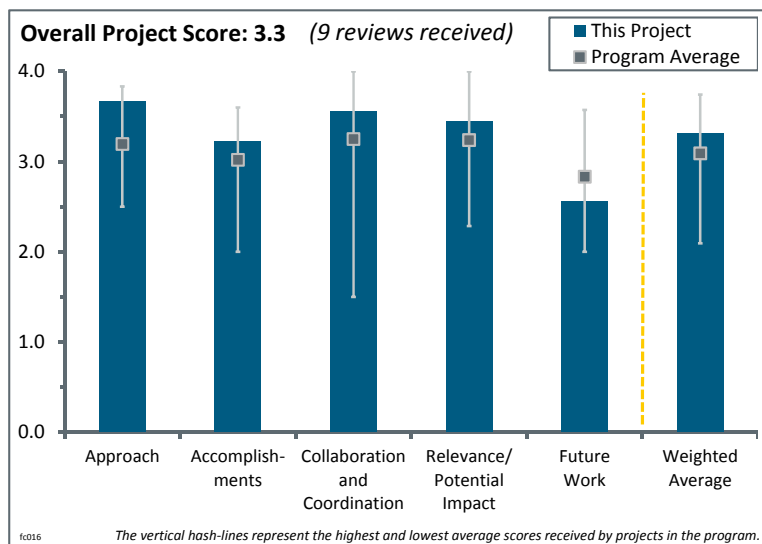 Overall Project Score: 3.3 (9 reviews received)
This Project
Program Average
4.0
3.0
2.0
1.0
0.0
Approach
Accomplish-
ments
Collaboration
and
Coordination
Relevance/
Potential
Impact
Future
Work
Weighted
Average
fc016
The vertical hash-lines represent the highest and lowest average scores received by projects in the program.